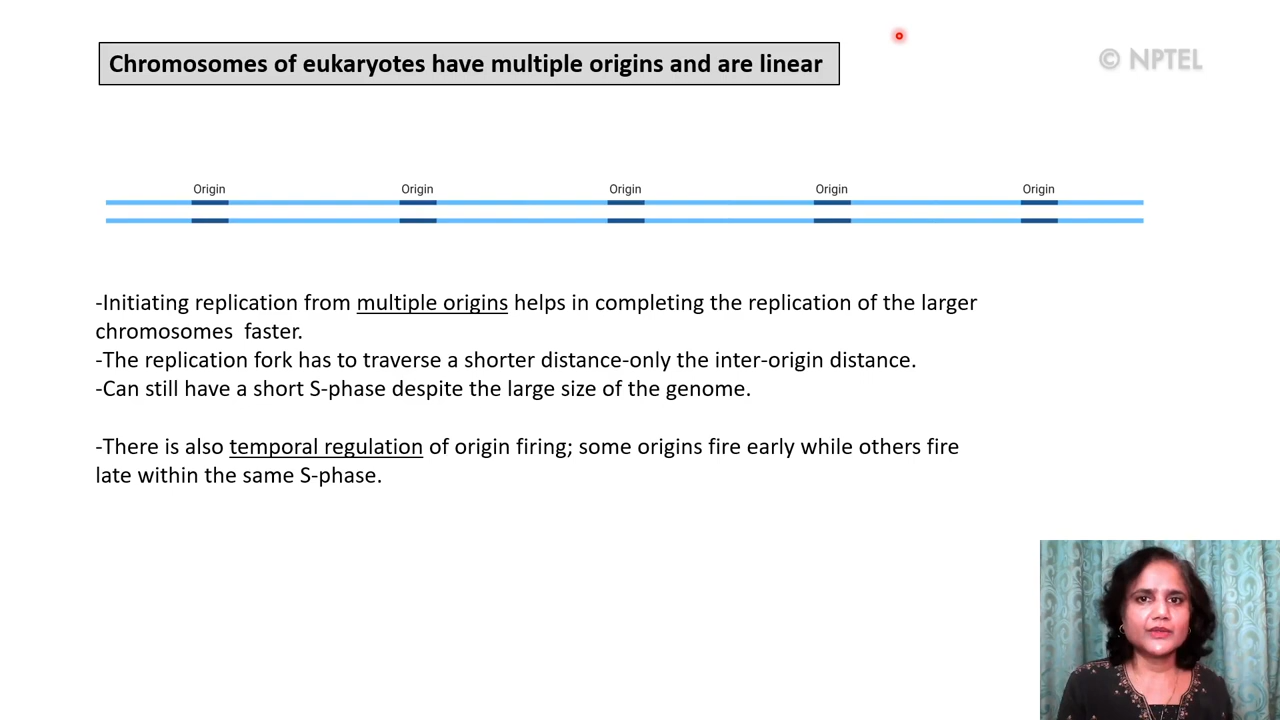 Chromosomes of eukaryotes have multiple origins and are linear
© NPTEL
Origin Origin Origin Origin Origin
-Initiating replication from multiple origins helps in completing the replication of the larger
chromosomes  faster.
-The replication fork has to traverse a shorter distance-only the inter-origin distance.
-Can still have a short S-phase despite the large size of the genome.
-There is also temporal regulation of origin firing; some origins fire early while others fire
late within the same S-phase.